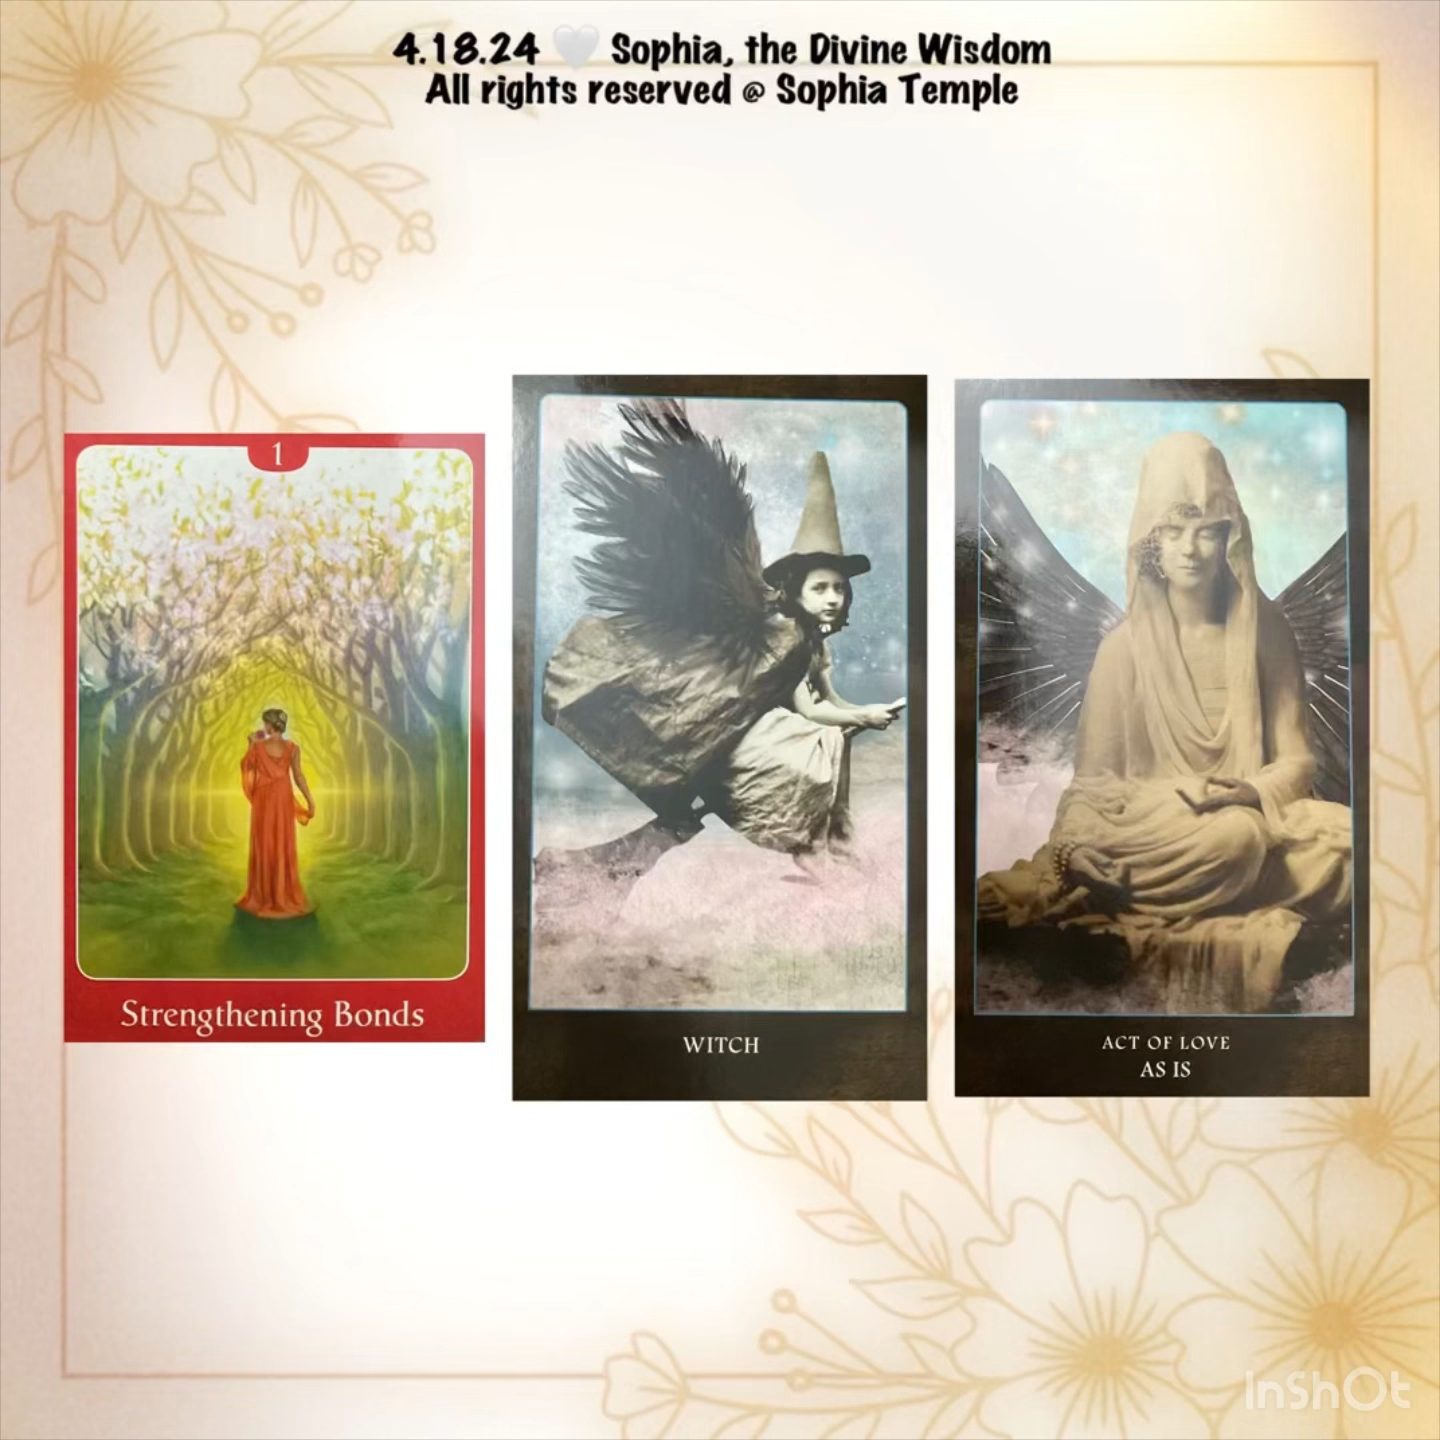 4.18.24 🤍 Sophia, the Divine Wisdom
All rights reserved @ Sophia Temple
1
Strengthening Bonds
WITCH
ACT OF LOVE
AS IS
InShOt